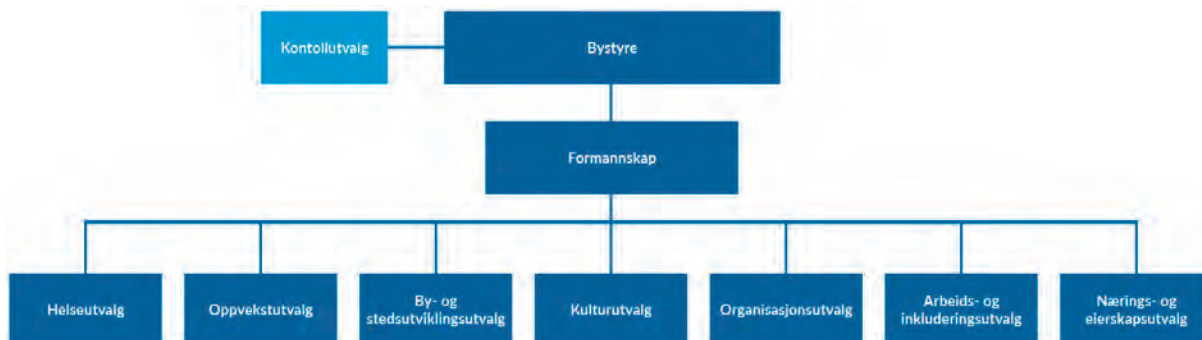 Kontollutvalg
Bystyre
Formannskap
Helseutvalg
Oppvekstutvalg
By- og
stedsutviklingsutvalg
Kulturutvalg
Organisasjonsutvalg
Arbeids- og
inkluderingsutvalg
Nærings- og
eierskapsutvalg